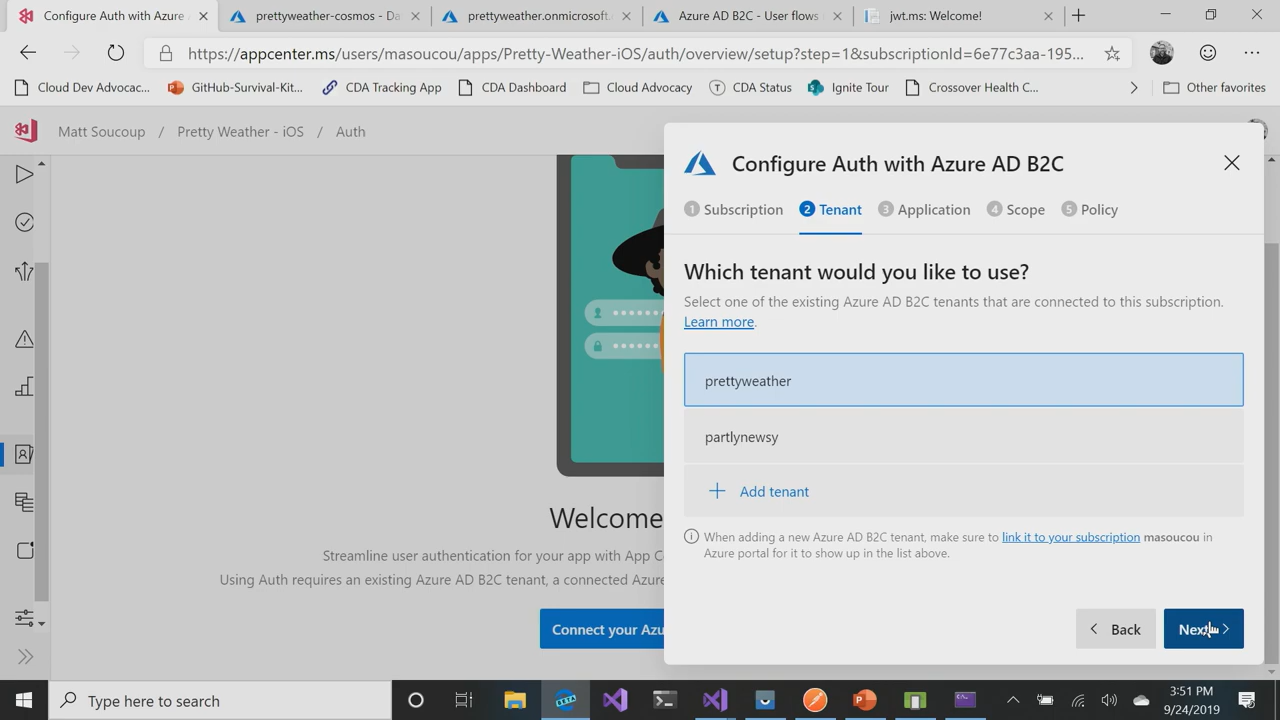 Configure Auth with Azure A
prettyweather-cosmos - Da
prettyweather.onmicrosoft.
Azure AD B2C - User flows
jwt.ms: Welcome!
https://appcenter.ms/users/masoucou/apps/Pretty-Weather-iOS/auth/overview/setup?step=1&subscriptionId=6e77c3aa-195...
Cloud Dev Advocac...
GitHub-Survival-Kit...
CDA Tracking App
CDA Dashboard
Cloud Advocacy
CDA Status
Ignite Tour
Crossover Health C...
Other favorites
Matt Soucoup / Pretty Weather - iOS / Auth
Welcome
Streamline user authentication for your app with App C
Using Auth requires an existing Azure AD B2C tenant, a connected Azure
Connect your Azu
Configure Auth with Azure AD B2C
1 Subscription
2 Tenant
3 Application
4 Scope
5 Policy
Which tenant would you like to use?
Select one of the existing Azure AD B2C tenants that are connected to this subscription.
Learn more.
prettyweather
partlynewsy
Add tenant
When adding a new Azure AD B2C tenant, make sure to link it to your subscription masoucou in
Azure portal for it to show up in the list above.
Back
Next
Type here to search
BETA
3:51 PM
9/24/2019